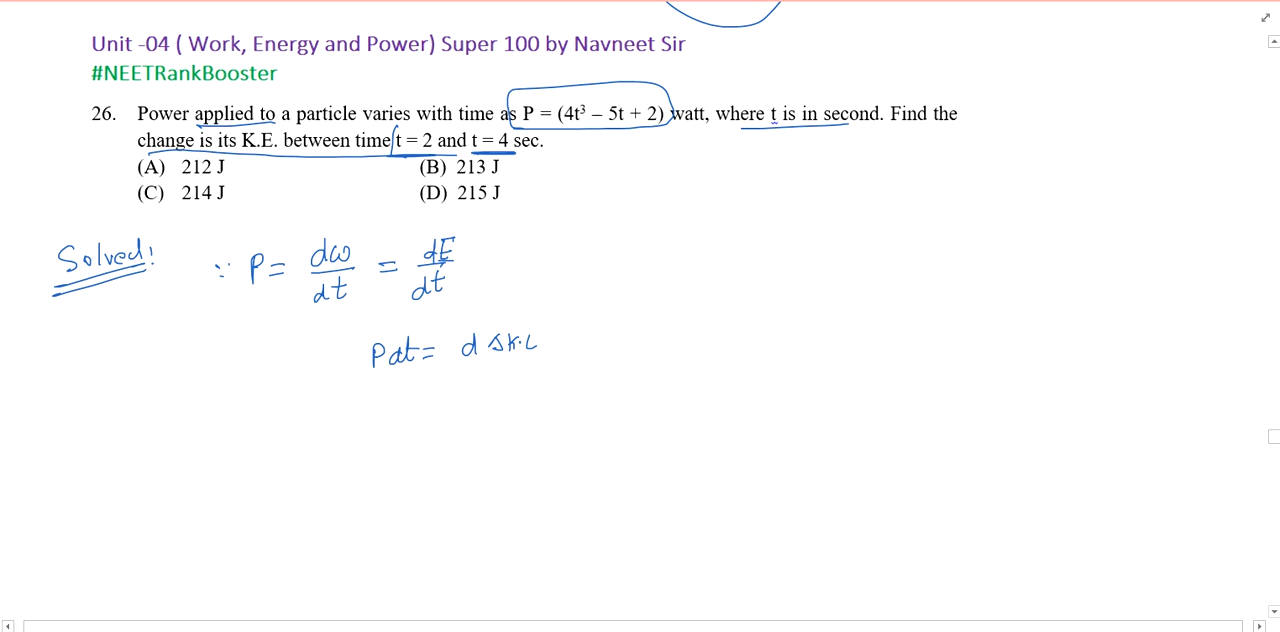 Unit -04 ( Work, Energy and Power) Super 100 by Navneet Sir
#NEETRankBooster
26. Power applied to a particle varies with time as P = (4t³ – 5t + 2) watt, where t is in second. Find the
change is its K.E. between time t = 2 and t = 4 sec.
(A) 212 J (B) 213 J
(C) 214 J (D) 215 J
Solved!
∵ P = dω/dt = dE/dt
Pdt = d ΔK.E